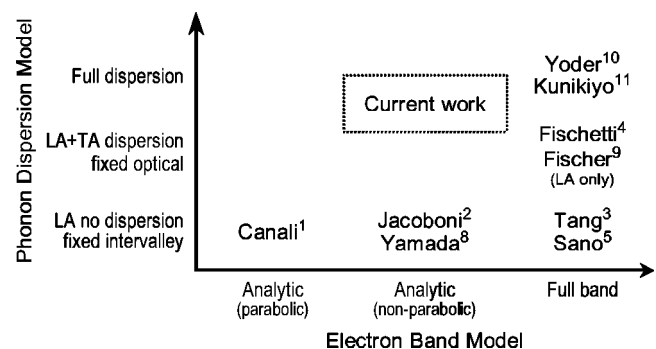 Phonon Dispersion Model
Full dispersion
LA+TA dispersion
fixed optical
LA no dispersion
fixed intervalley
Yoder10
Kunikiyo11
Current work
Fischetti4
Fischer9
(LA only)
Canali1
Jacoboni2
Yamada8
Tang3
Sano5
Analytic
(parabolic)
Analytic
(non-parabolic)
Full band
Electron Band Model